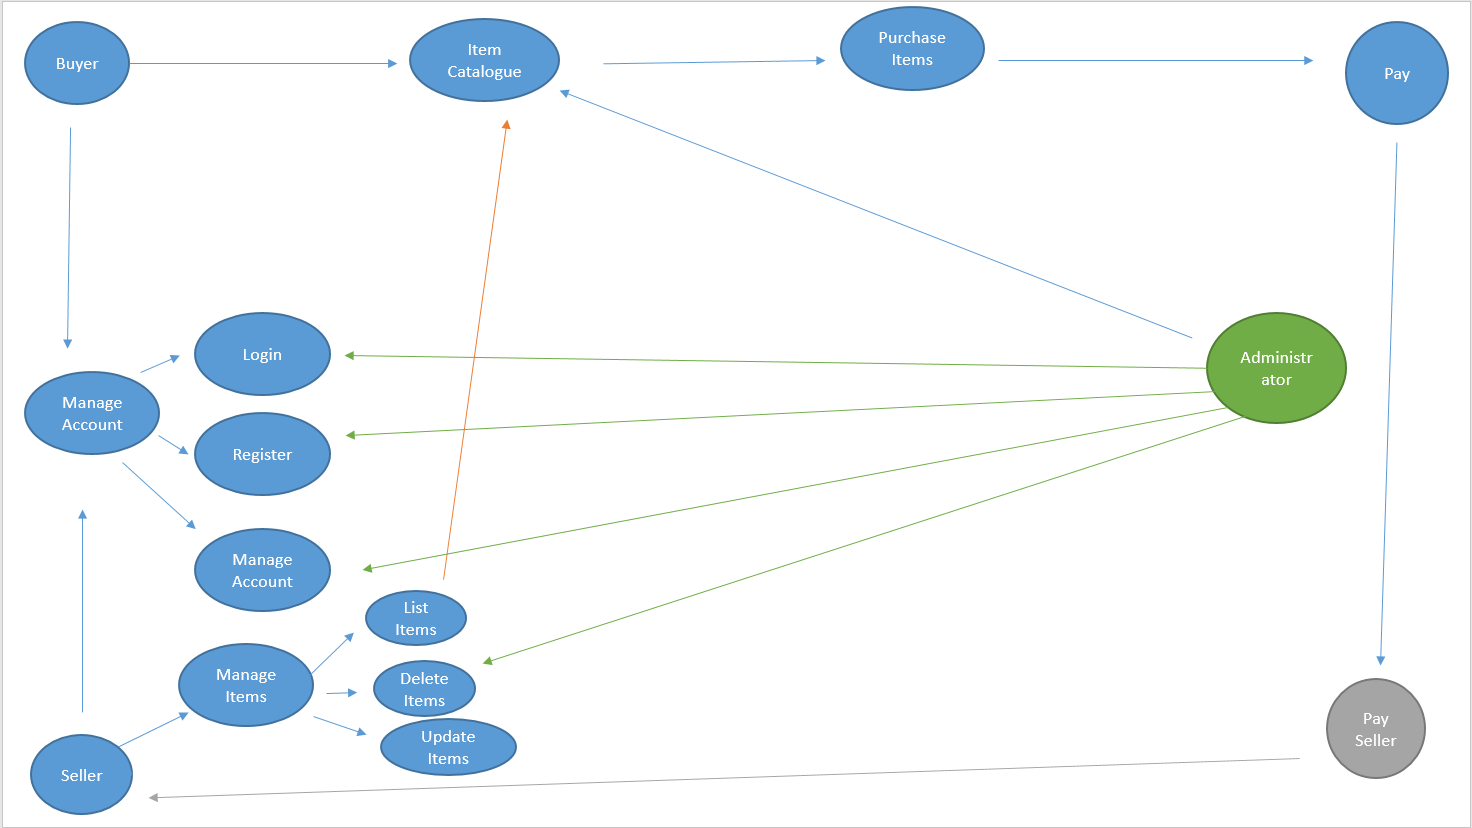 Buyer
Item
Catalogue
Purchase
Items
Pay
Login
Administr
ator
Manage
Account
Register
Manage
Account
List
Items
Manage
Items
Delete
Items
Update
Items
Pay
Seller
Seller